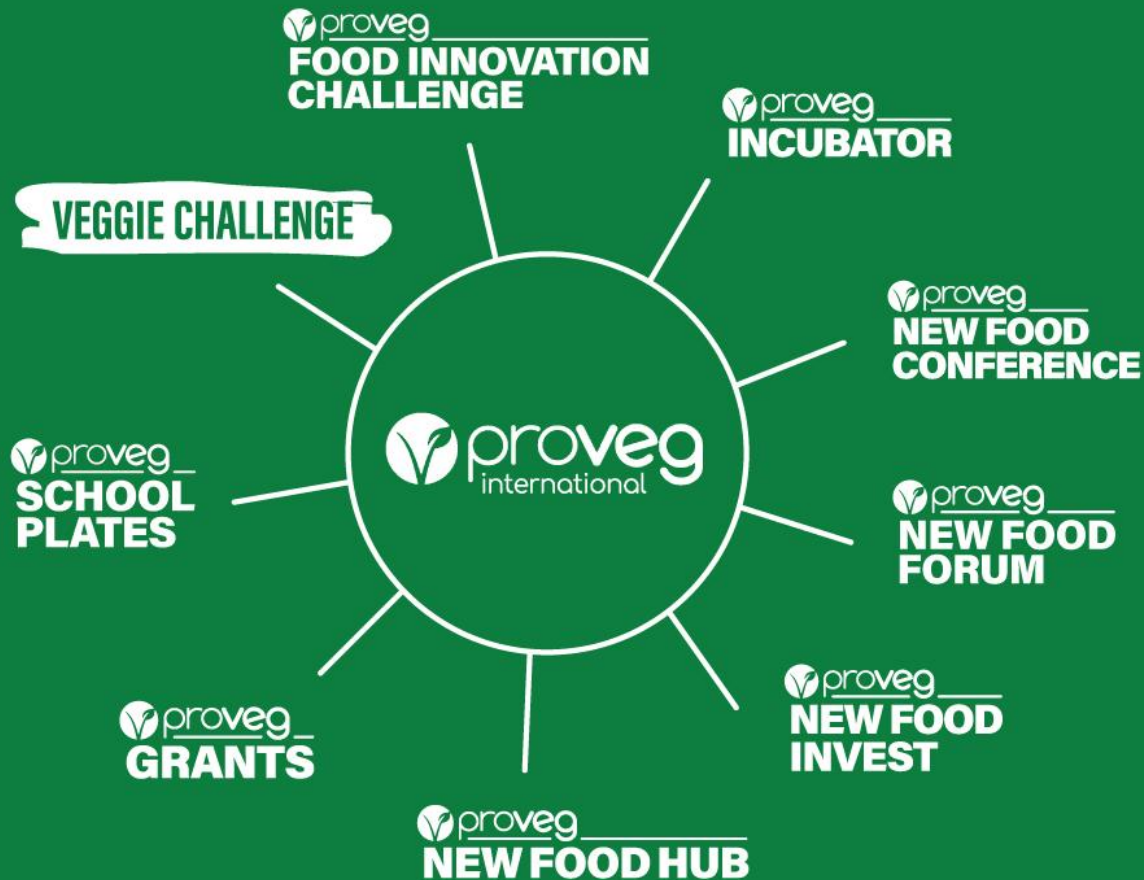 proveg
FOOD INNOVATION
CHALLENGE
proveg
INCUBATOR
VEGGIE CHALLENGE
proveg
NEW FOOD
CONFERENCE
proveg
international
proveg
SCHOOL
PLATES
proveg
NEW FOOD
FORUM
proveg
NEW FOOD
INVEST
proveg
GRANTS
proveg
NEW FOOD HUB